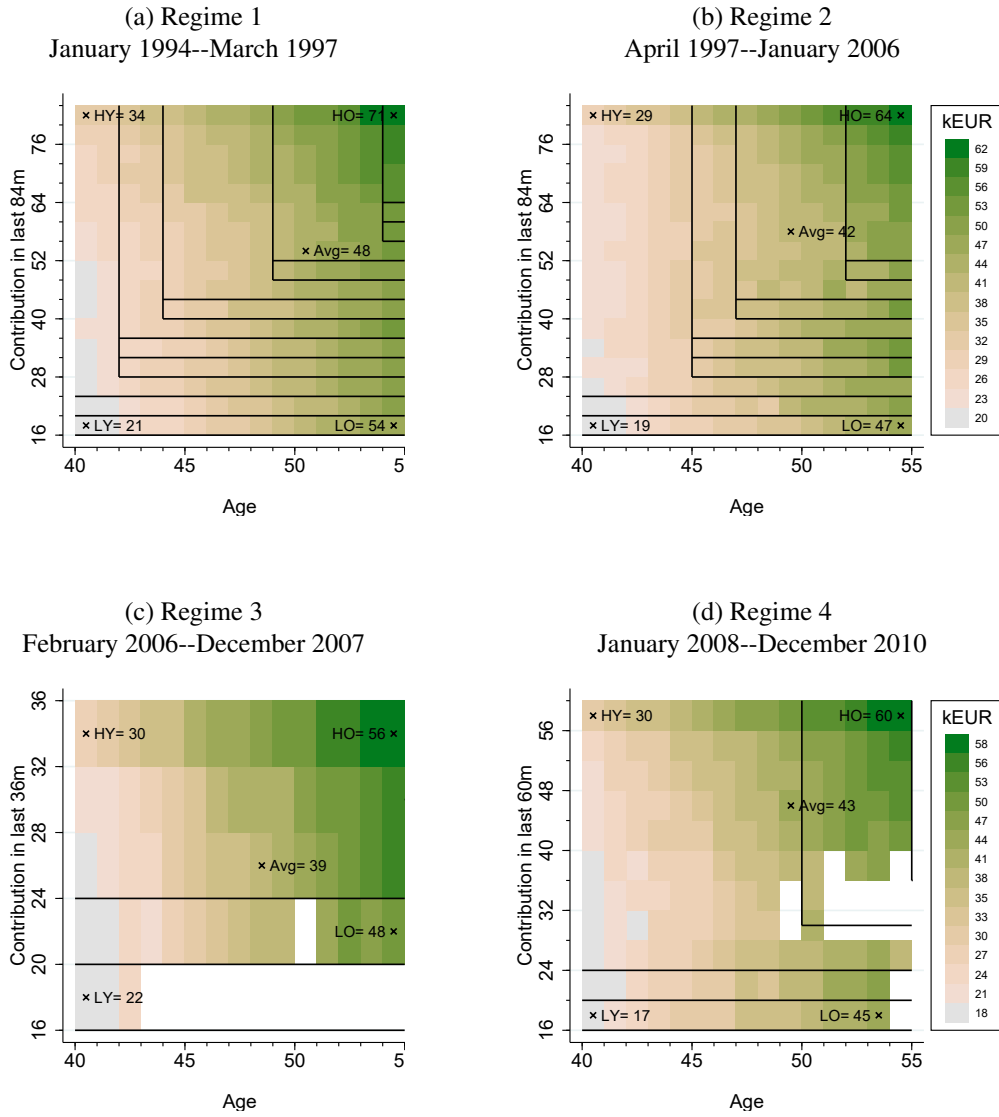 (a) Regime 1
January 1994--March 1997
(b) Regime 2
April 1997--January 2006
Contribution in last 84m
76
64
52
40
28
16
HY= 34
HO= 71
Avg= 48
LY= 21
LO= 54
40
45
50
5
Age
Contribution in last 84m
76
64
52
40
28
16
HY= 29
HO= 64
Avg= 42
LY= 19
LO= 47
40
45
50
55
Age
kEUR
62
59
56
53
50
47
44
41
38
35
32
29
26
23
20
(c) Regime 3
February 2006--December 2007
(d) Regime 4
January 2008--December 2010
Contribution in last 36m
36
32
28
24
20
16
HY= 30
HO= 56
Avg= 39
LO= 48
LY= 22
40
45
50
5
Age
Contribution in last 60m
56
48
40
32
24
16
HY= 30
HO= 60
Avg= 43
LY= 17
LO= 45
40
45
50
55
Age
kEUR
58
56
53
50
47
44
41
38
35
33
30
27
24
21
18